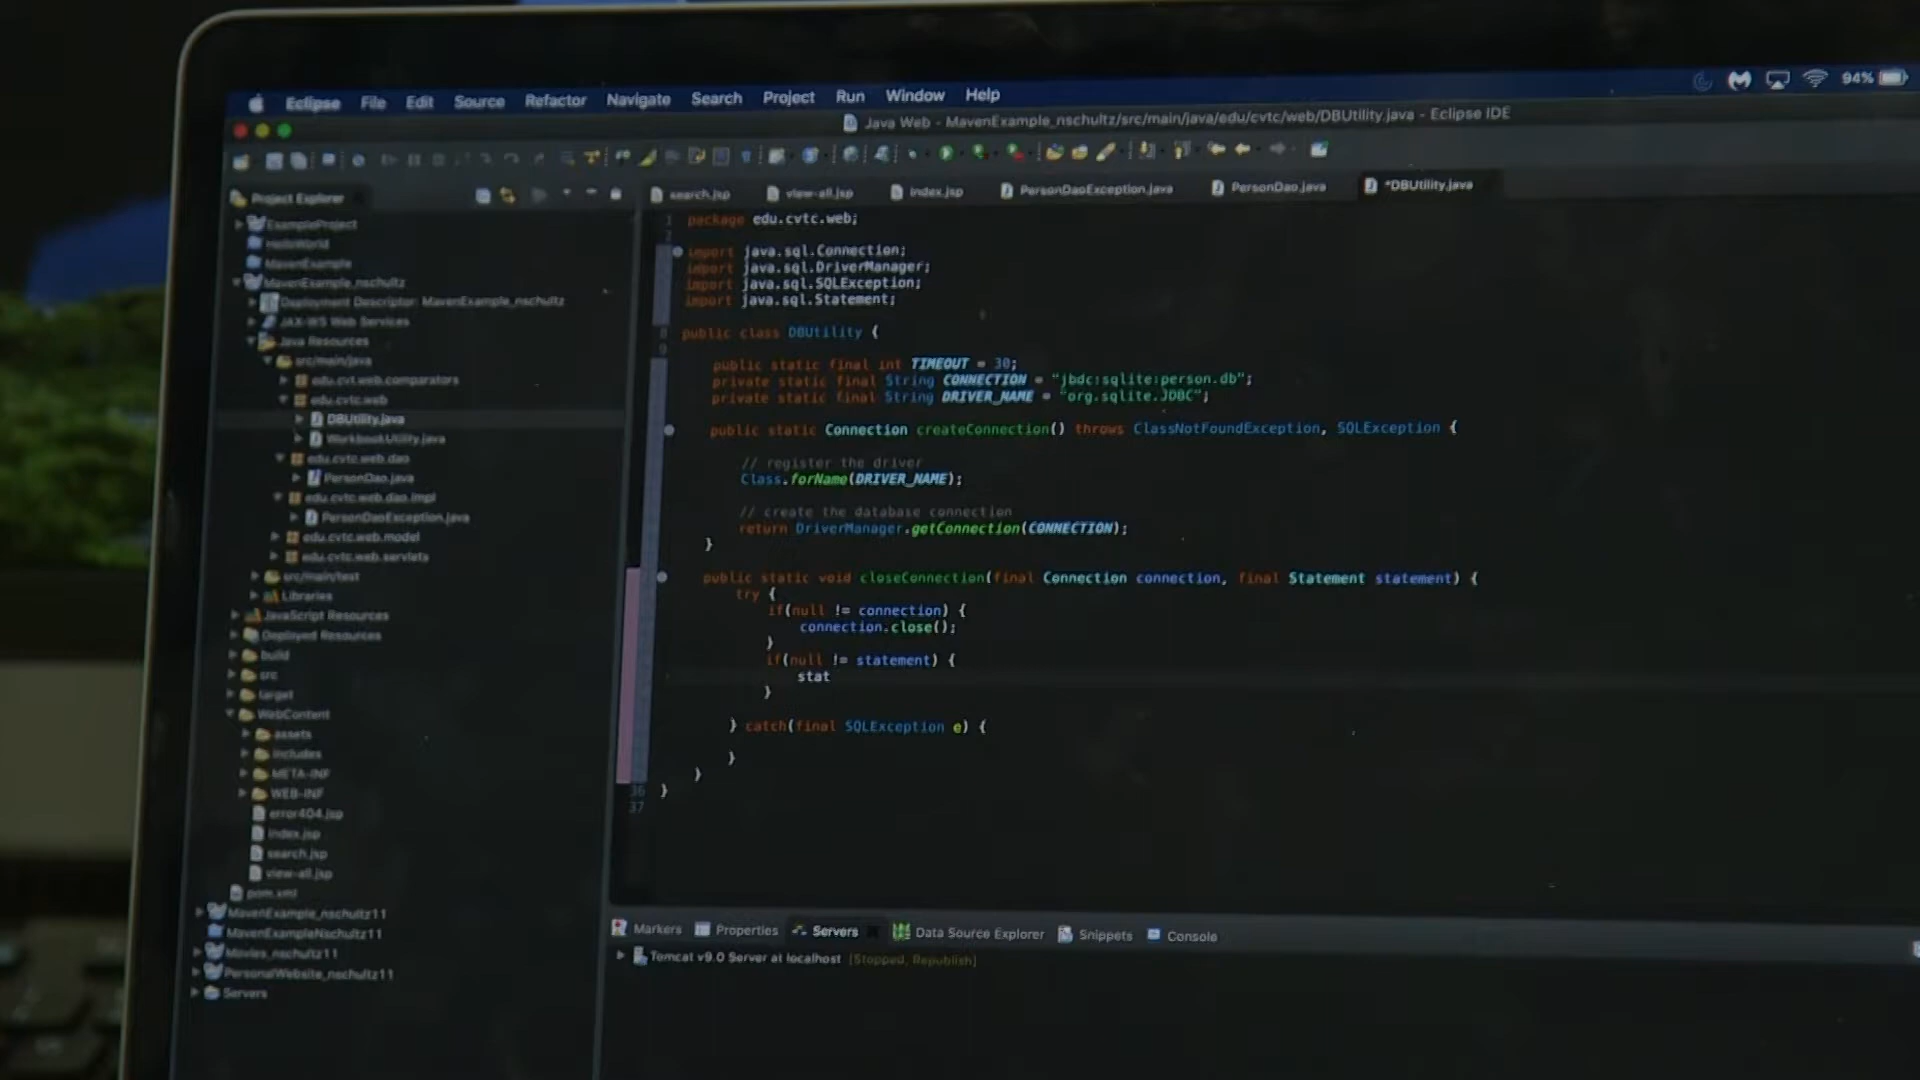 Eclipse File Edit Source Refactor Navigate Search Project Run Window Help 94%
Java Web - MavenExample_nschultz/src/main/java/edu/cvtc/web/DBUtility.java - Eclipse IDE
Project Explorer
ExampleProject
HelloWorld
MavenExample
MavenExample_nschultz
Deployment Descriptor: MavenExample_nschultz
JAX-WS Web Services
Java Resources
src/main/java
edu.cvt.web.comparators
edu.cvtc.web
DBUtility.java
WorkbookUtility.java
edu.cvtc.web.dao
PersonDao.java
edu.cvtc.web.dao.impl
PersonDaoException.java
edu.cvtc.web.model
edu.cvtc.web.servlets
src/main/test
Libraries
JavaScript Resources
Deployed Resources
build
src
target
WebContent
assets
includes
META-INF
WEB-INF
error404.jsp
index.jsp
search.jsp
view-all.jsp
pom.xml
MavenExample_nschultz11
MavenExampleNschultz11
Movies_nschultz11
PersonalWebsite_nschultz11
Servers
search.jsp view-all.jsp index.jsp PersonDaoException.java PersonDao.java *DBUtility.java
1 package edu.cvtc.web;
2
import java.sql.Connection;
import java.sql.DriverManager;
import java.sql.SQLException;
import java.sql.Statement;
8 public class DBUtility {
9
public static final int TIMEOUT = 30;
private static final String CONNECTION = "jbdc:sqlite:person.db";
private static final String DRIVER_NAME = "org.sqlite.JDBC";
public static Connection createConnection() throws ClassNotFoundException, SQLException {
// register the driver
Class.forName(DRIVER_NAME);
// create the database connection
return DriverManager.getConnection(CONNECTION);
}
public static void closeConnection(final Connection connection, final Statement statement) {
try {
if(null != connection) {
connection.close();
}
if(null != statement) {
stat
}
} catch(final SQLException e) {
}
}
36 }
37
Markers Properties Servers Data Source Explorer Snippets Console
Tomcat v9.0 Server at localhost [Stopped, Republish]